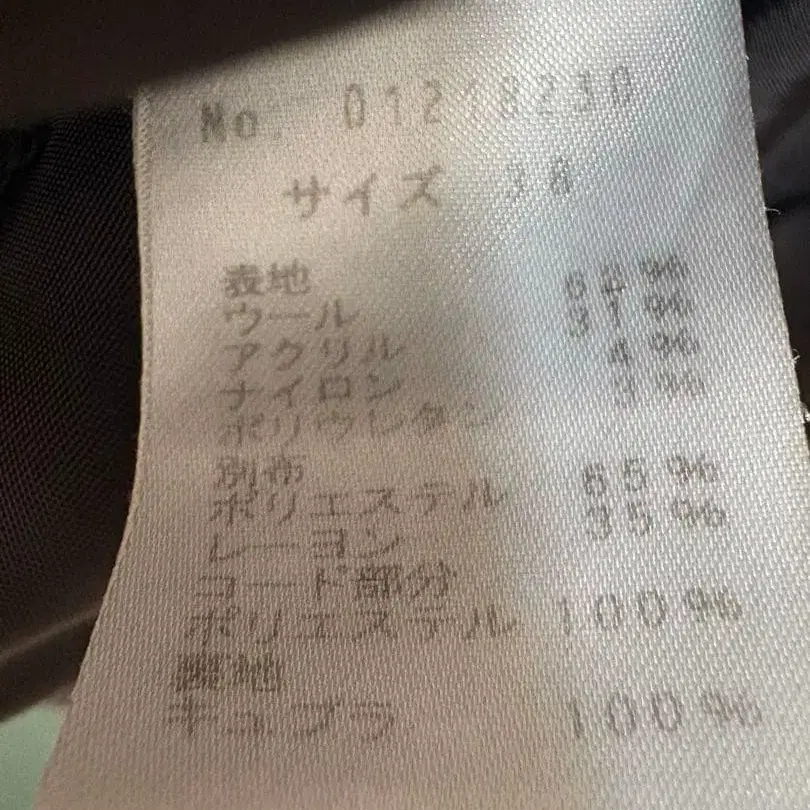 No. 01218230
サイズ 38
表地
ウール 62%
アクリル 31%
ナイロン 4%
ポリウレタン 3%
別布
ポリエステル 65%
レーヨン 35%
コード部分
ポリエステル 100%
裏地
キュプラ 100%